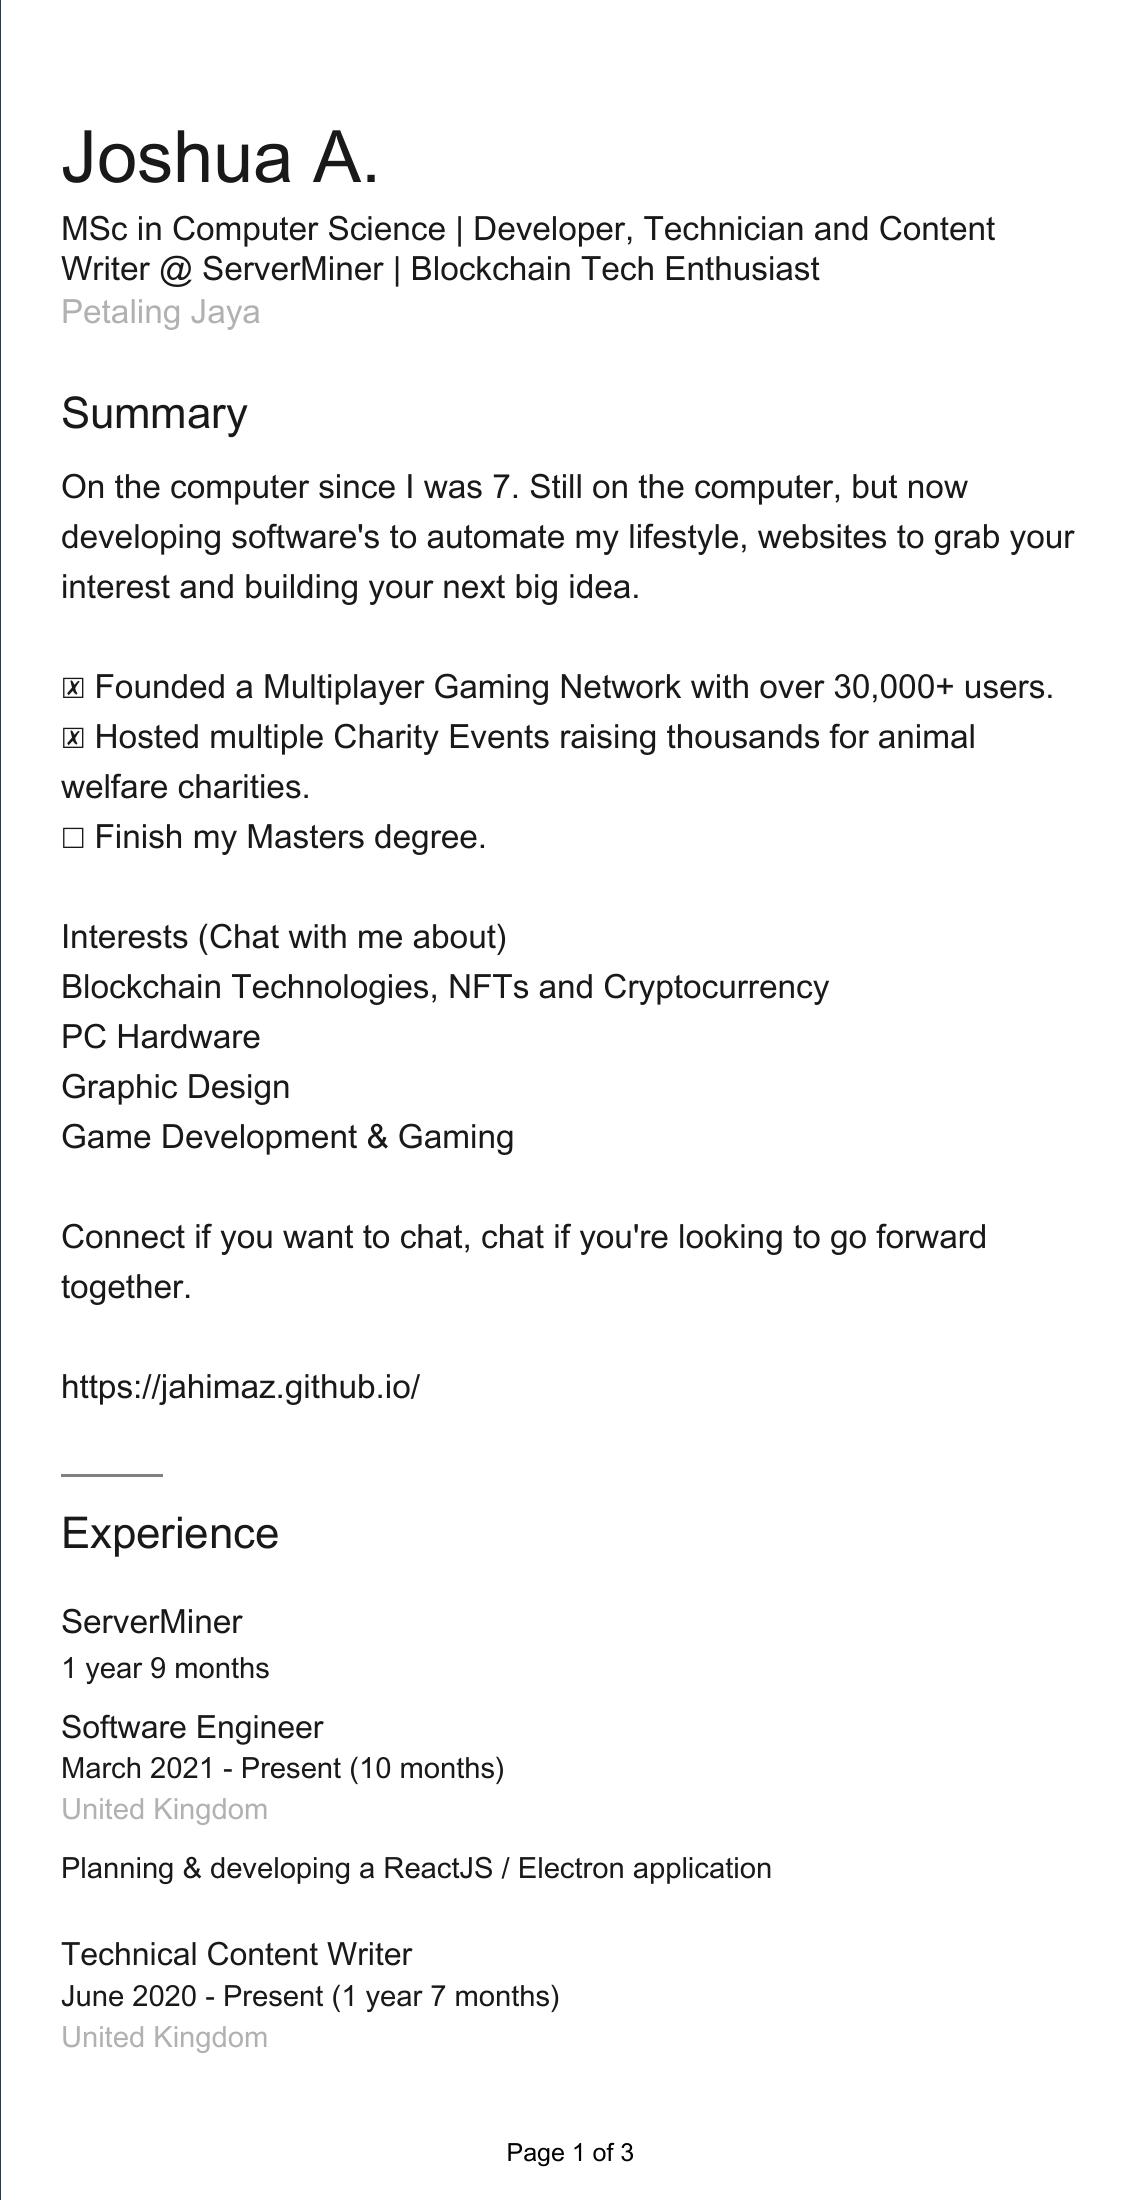 Joshua A.
MSc in Computer Science | Developer, Technician and Content
Writer @ ServerMiner | Blockchain Tech Enthusiast
Petaling Jaya
Summary
On the computer since I was 7. Still on the computer, but now
developing software's to automate my lifestyle, websites to grab your
interest and building your next big idea.
☒ Founded a Multiplayer Gaming Network with over 30,000+ users.
☒ Hosted multiple Charity Events raising thousands for animal
welfare charities.
☐ Finish my Masters degree.
Interests (Chat with me about)
Blockchain Technologies, NFTs and Cryptocurrency
PC Hardware
Graphic Design
Game Development & Gaming
Connect if you want to chat, chat if you're looking to go forward
together.
https://jahimaz.github.io/
Experience
ServerMiner
1 year 9 months
Software Engineer
March 2021 - Present (10 months)
United Kingdom
Planning & developing a ReactJS / Electron application
Technical Content Writer
June 2020 - Present (1 year 7 months)
United Kingdom
Page 1 of 3